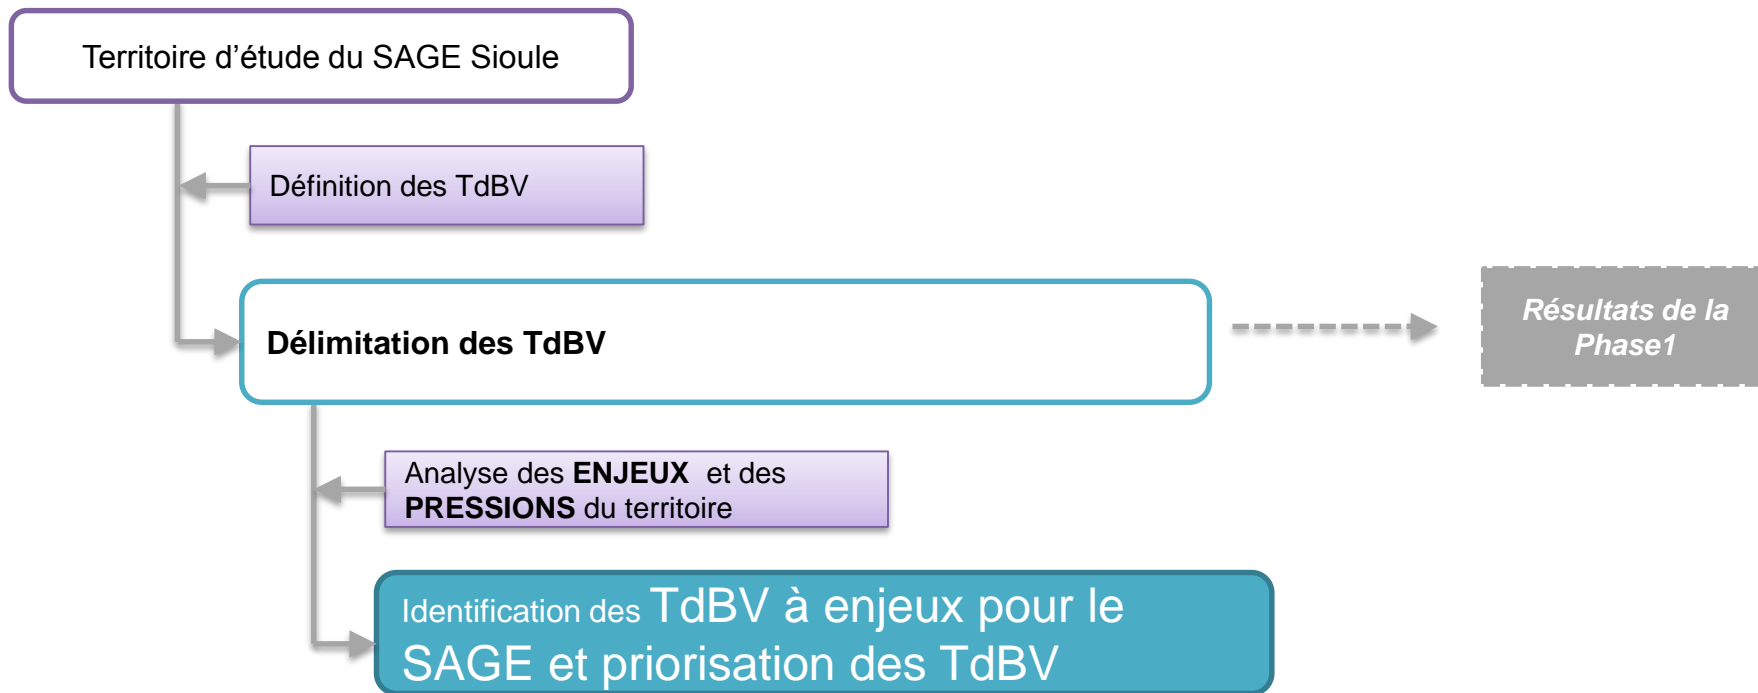 Territoire d’étude du SAGE Sioule
Définition des TdBV
Délimitation des TdBV
Résultats de la
Phase1
Analyse des ENJEUX et des
PRESSIONS du territoire
Identification des TdBV à enjeux pour le
SAGE et priorisation des TdBV